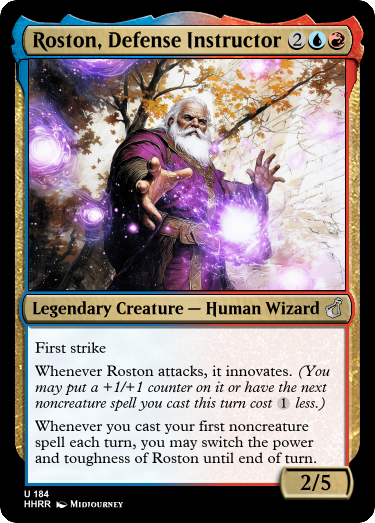 Roston, Defense Instructor 2
Legendary Creature — Human Wizard
First strike
Whenever Roston attacks, it innovates. (You
may put a +1/+1 counter on it or have the next
noncreature spell you cast this turn cost 1 less.)
Whenever you cast your first noncreature
spell each turn, you may switch the power
and toughness of Roston until end of turn.
2/5
U 184
HHRR Midjourney